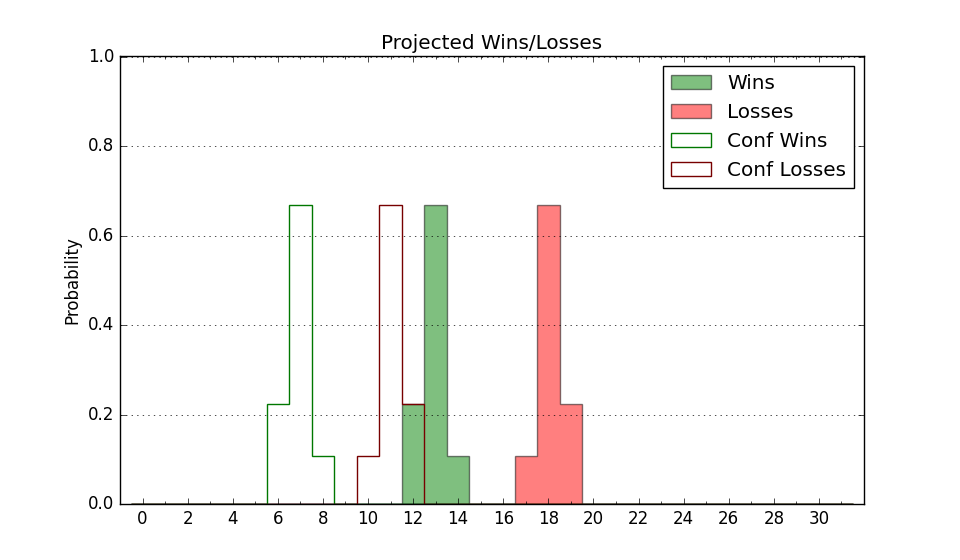 Projected Wins/Losses
1.0
0.8
0.6
0.4
0.2
0.0
Probability
Wins
Losses
Conf Wins
Conf Losses
0 2 4 6 8 10 12 14 16 18 20 22 24 26 28 30